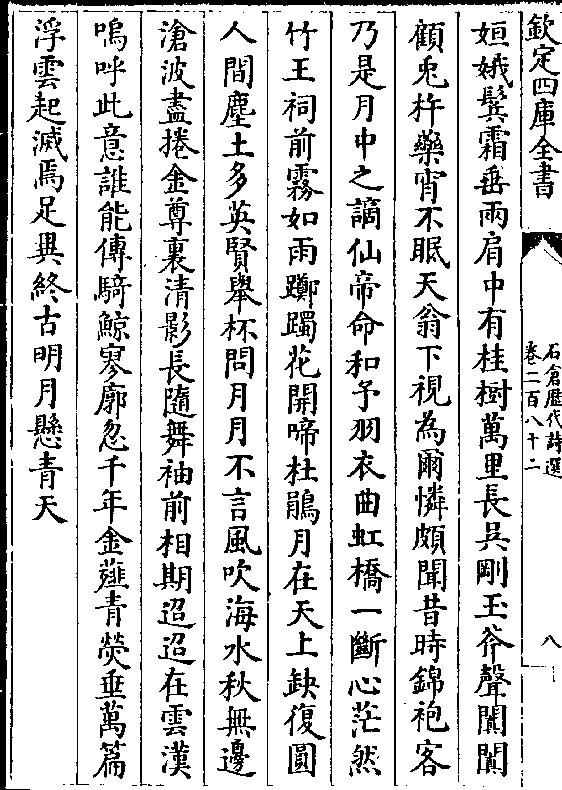 欽定四庫全書
石倉歷代詩選
卷二百八十二
八
姮娥鬂霜垂兩肩中有桂樹萬里長吳剛玉斧聲闐闐
顧兎杵藥宵不眠天翁下視為爾憐頗聞昔時錦袍客
乃是月中之謫仙帝命和予羽衣曲虹橋一斷心茫然
竹王祠前霧如雨躑躅花開啼杜鵑月在天上缺復圓
人間塵土多英賢舉杯問月月不言風吹海水秋無邊
滄波盡捲金尊裏清影長隨舞袖前相期迢迢在雲漢
嗚呼此意誰能傳騎鯨寥廓忽千年金薤青熒垂萬篇
浮雲起滅焉足異終古明月懸青天